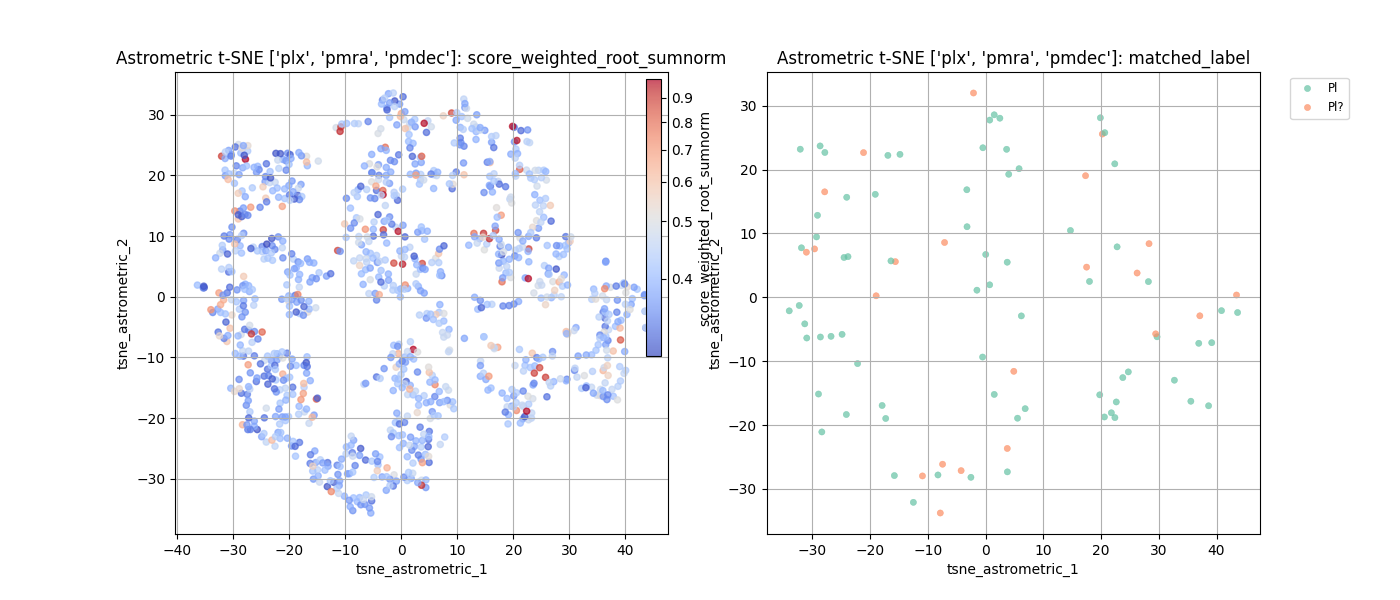 Astrometric t-SNE ['plx', 'pmra', 'pmdec']: score_weighted_root_sumnorm
30
20
10
0
−10
−20
−30
tsne_astrometric_2
−40 −30 −20 −10 0 10 20 30 40
tsne_astrometric_1
0.9
0.8
0.7
0.6
0.5
0.4
score_weighted_root_sumnorm
Astrometric t-SNE ['plx', 'pmra', 'pmdec']: matched_label
30
20
10
0
−10
−20
−30
tsne_astrometric_2
−30 −20 −10 0 10 20 30 40
tsne_astrometric_1
Pl
Pl?